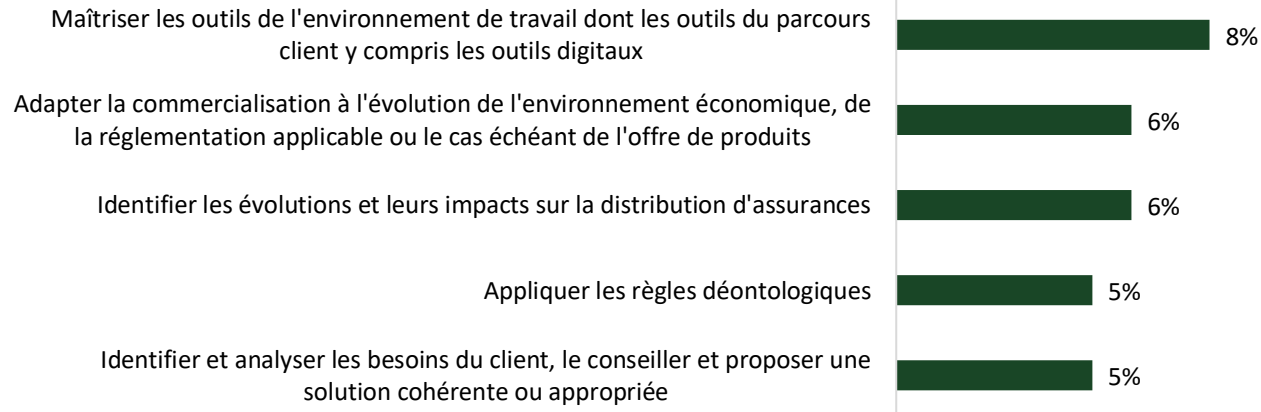 Maîtriser les outils de l'environnement de travail dont les outils du parcours
client y compris les outils digitaux
8%
Adapter la commercialisation à l'évolution de l'environnement économique, de
la réglementation applicable ou le cas échéant de l'offre de produits
6%
Identifier les évolutions et leurs impacts sur la distribution d'assurances
6%
Appliquer les règles déontologiques
5%
Identifier et analyser les besoins du client, le conseiller et proposer une
solution cohérente ou appropriée
5%